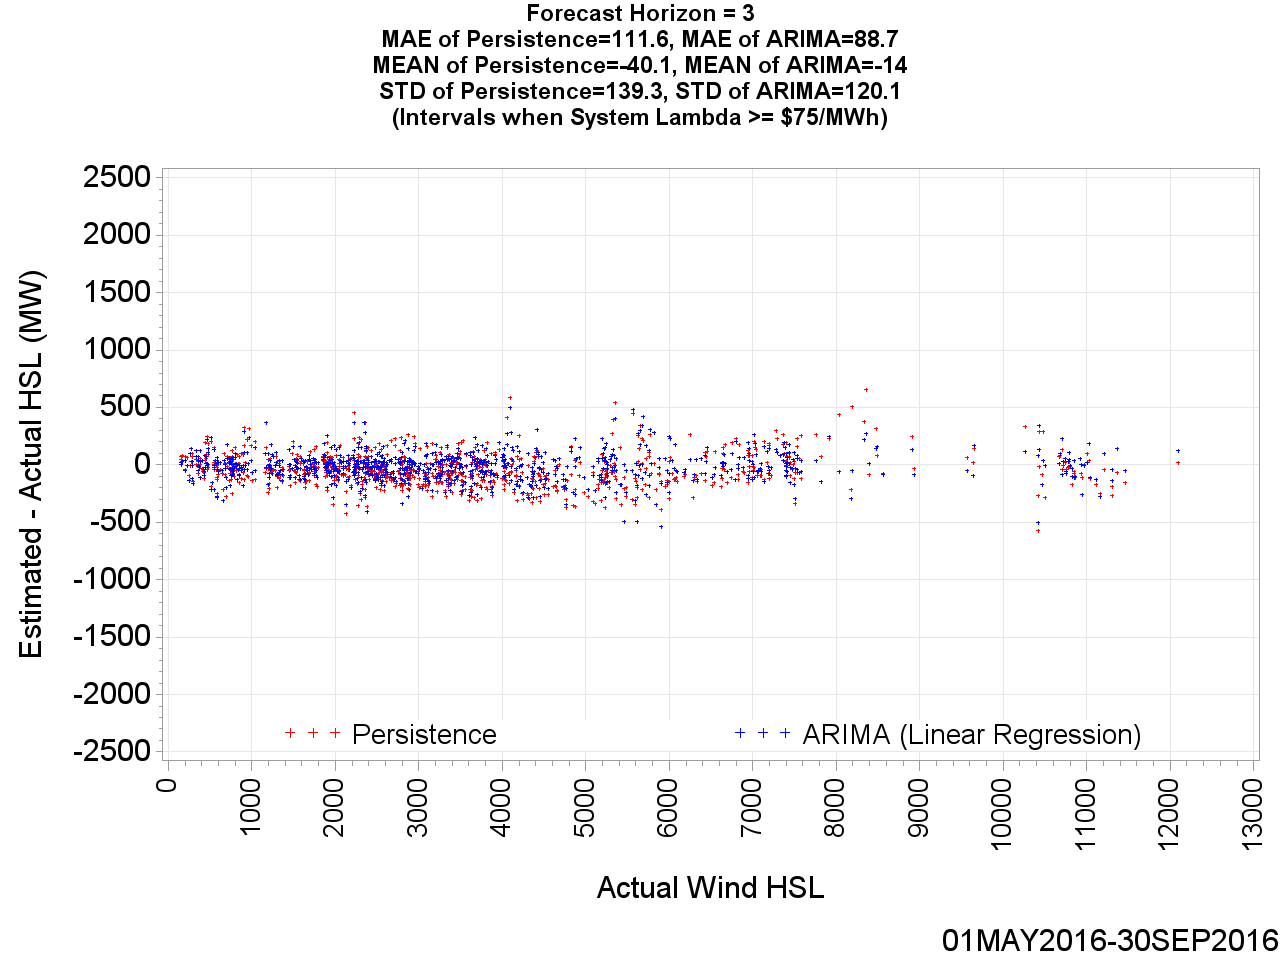 Forecast Horizon = 3
MAE of Persistence=111.6, MAE of ARIMA=88.7
MEAN of Persistence=-40.1, MEAN of ARIMA=-14
STD of Persistence=139.3, STD of ARIMA=120.1
(Intervals when System Lambda >= $75/MWh)
Estimated - Actual HSL (MW)
2500
2000
1500
1000
500
0
-500
-1000
-1500
-2000
-2500
Persistence
ARIMA (Linear Regression)
0 1000 2000 3000 4000 5000 6000 7000 8000 9000 10000 11000 12000 13000
Actual Wind HSL
01MAY2016-30SEP2016